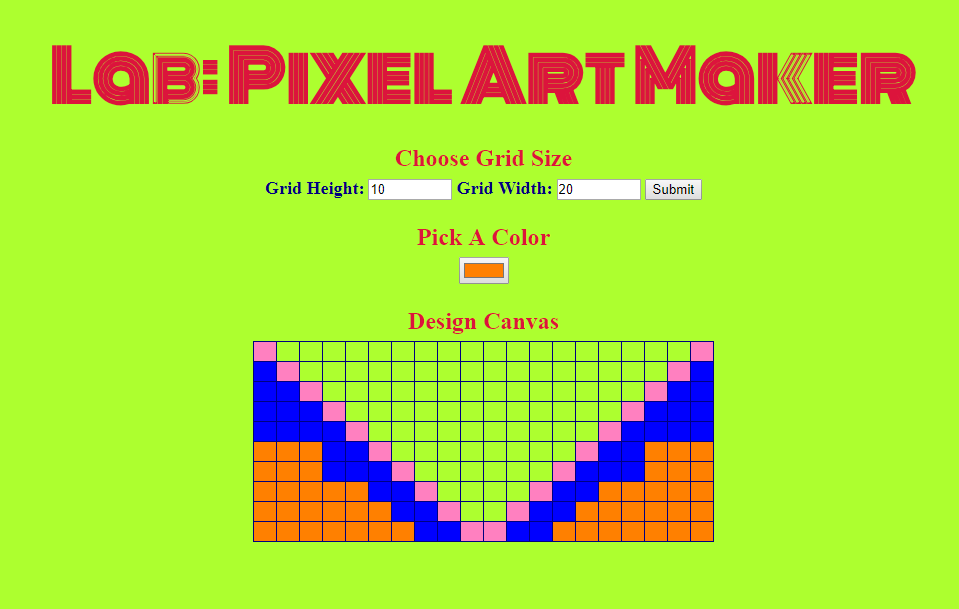 Lab: Pixel Art Maker
Choose Grid Size
Grid Height: 10 Grid Width: 20 Submit
Pick A Color
Design Canvas